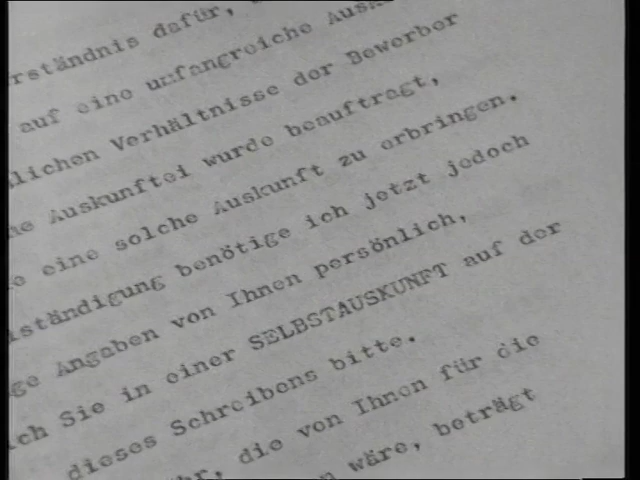 rständnis dafür,
auf eine umfangreiche Ausk
lichen Verhältnisse der Bewerber
he Auskunftei wurde beauftragt,
e eine solche Auskunft zu erbringen.
lständigung benötige ich jetzt jedoch
ge Angaben von Ihnen persönlich,
ich Sie in einer SELBSTAUSKUNFT auf der
dieses Schreibens bitte.
hr, die von Ihnen für die
n wäre, beträgt